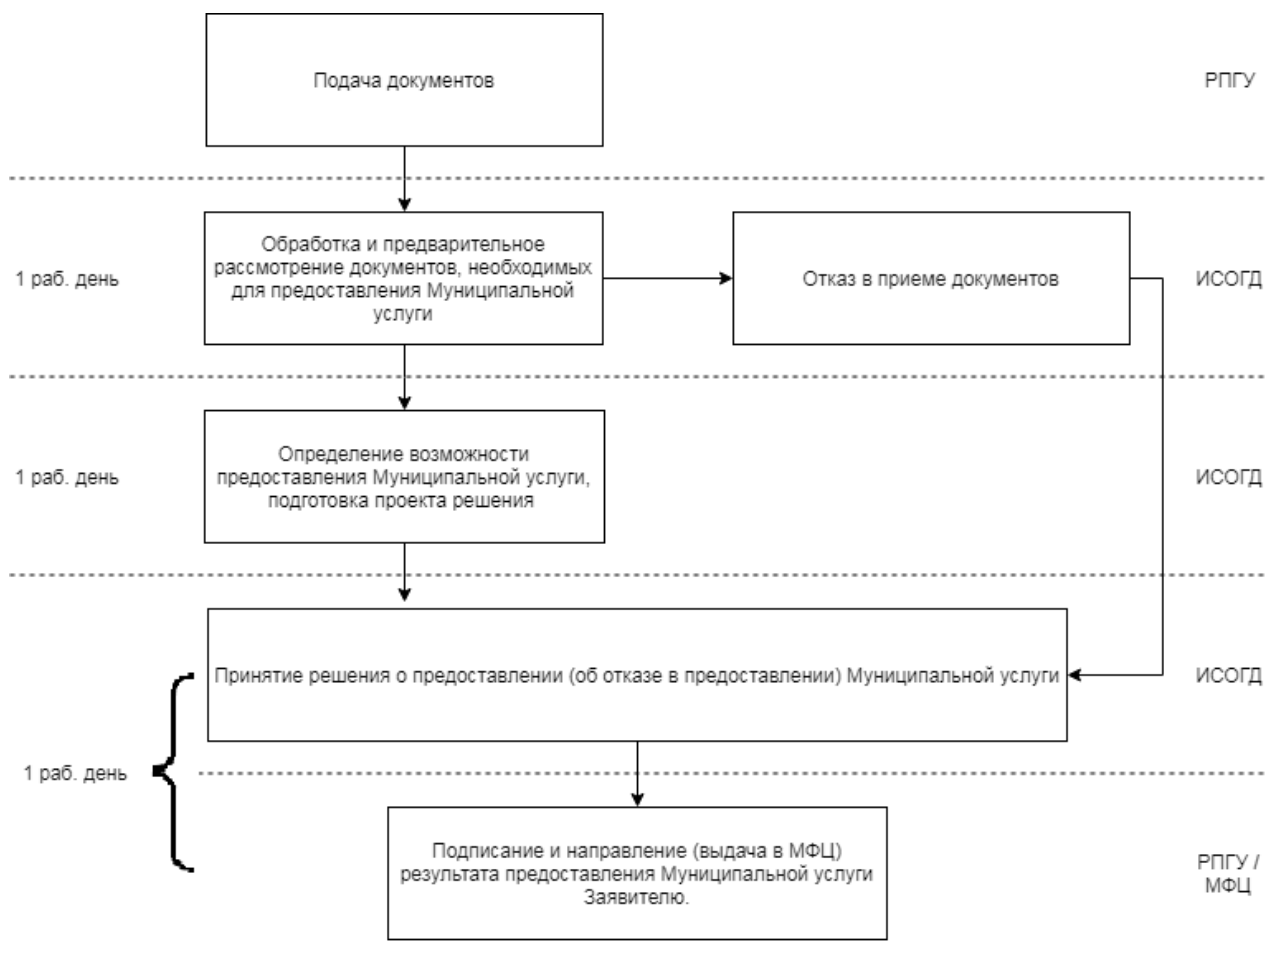 Подача документов
РПГУ
1 раб. день
Обработка и предварительное
рассмотрение документов, необходимых
для предоставления Муниципальной
услуги
Отказ в приеме документов
ИСОГД
1 раб. день
Определение возможности
предоставления Муниципальной услуги,
подготовка проекта решения
ИСОГД
Принятие решения о предоставлении (об отказе в предоставлении) Муниципальной услуги
ИСОГД
1 раб. день
Подписание и направление (выдача в МФЦ)
результата предоставления Муниципальной услуги
Заявителю.
РПГУ /
МФЦ